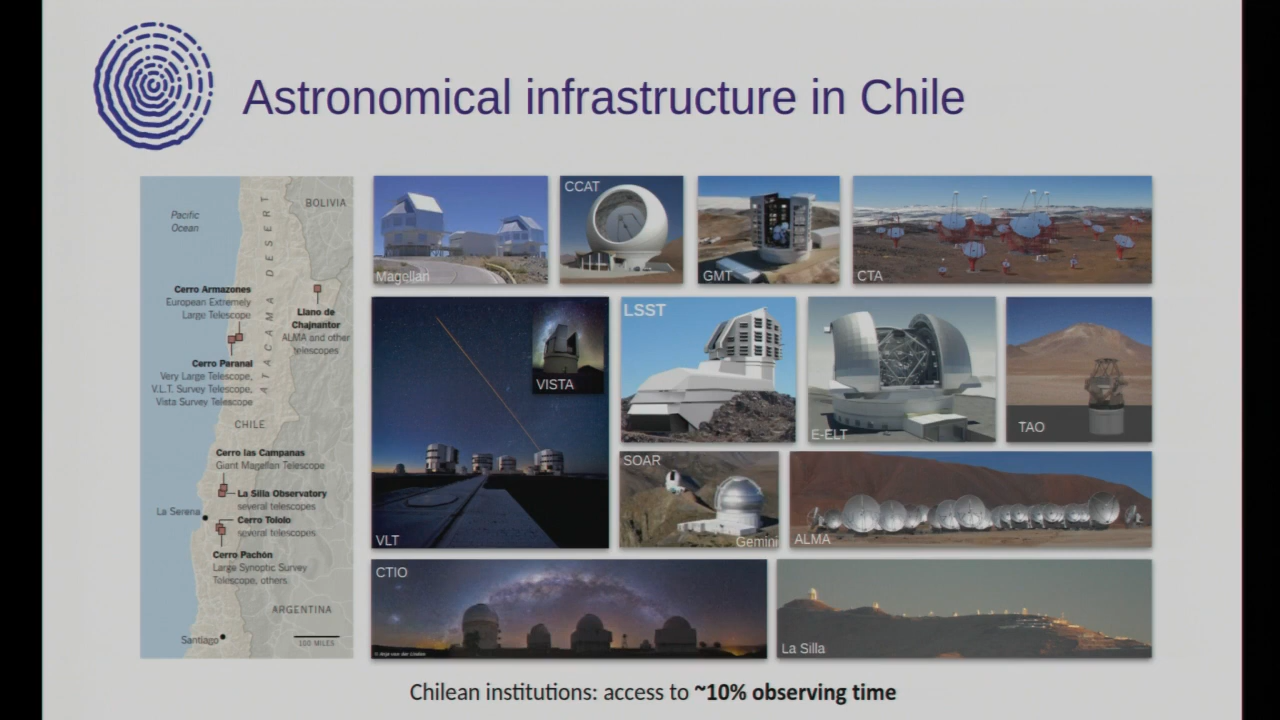 Astronomical infrastructure in Chile
Pacific
Ocean
BOLIVIA
ATACAMA DESERT
Cerro Armazones
European Extremely
Large Telescope
Llano de
Chajnantor
ALMA and other
telescopes
Cerro Paranal
Very Large Telescope,
V.L.T. Survey Telescope,
Vista Survey Telescope
CHILE
Cerro las Campanas
Giant Magellan Telescope
La Silla Observatory
several telescopes
La Serena
Cerro Tololo
several telescopes
Cerro Pachón
Large Synoptic Survey
Telescope, others
ARGENTINA
Santiago
100 MILES
Magellan
CCAT
GMT
CTA
VISTA
VLT
LSST
E-ELT
TAO
SOAR
Gemini
ALMA
CTIO
La Silla
Chilean institutions: access to ~10% observing time